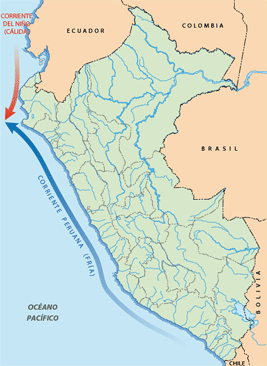 CORRIENTE
DEL NIÑO
(CÁLIDA)
ECUADOR
COLOMBIA
BRASIL
CORRIENTE PERUANA (FRÍA)
BOLIVIA
OCÉANO
PACÍFICO
CHILE